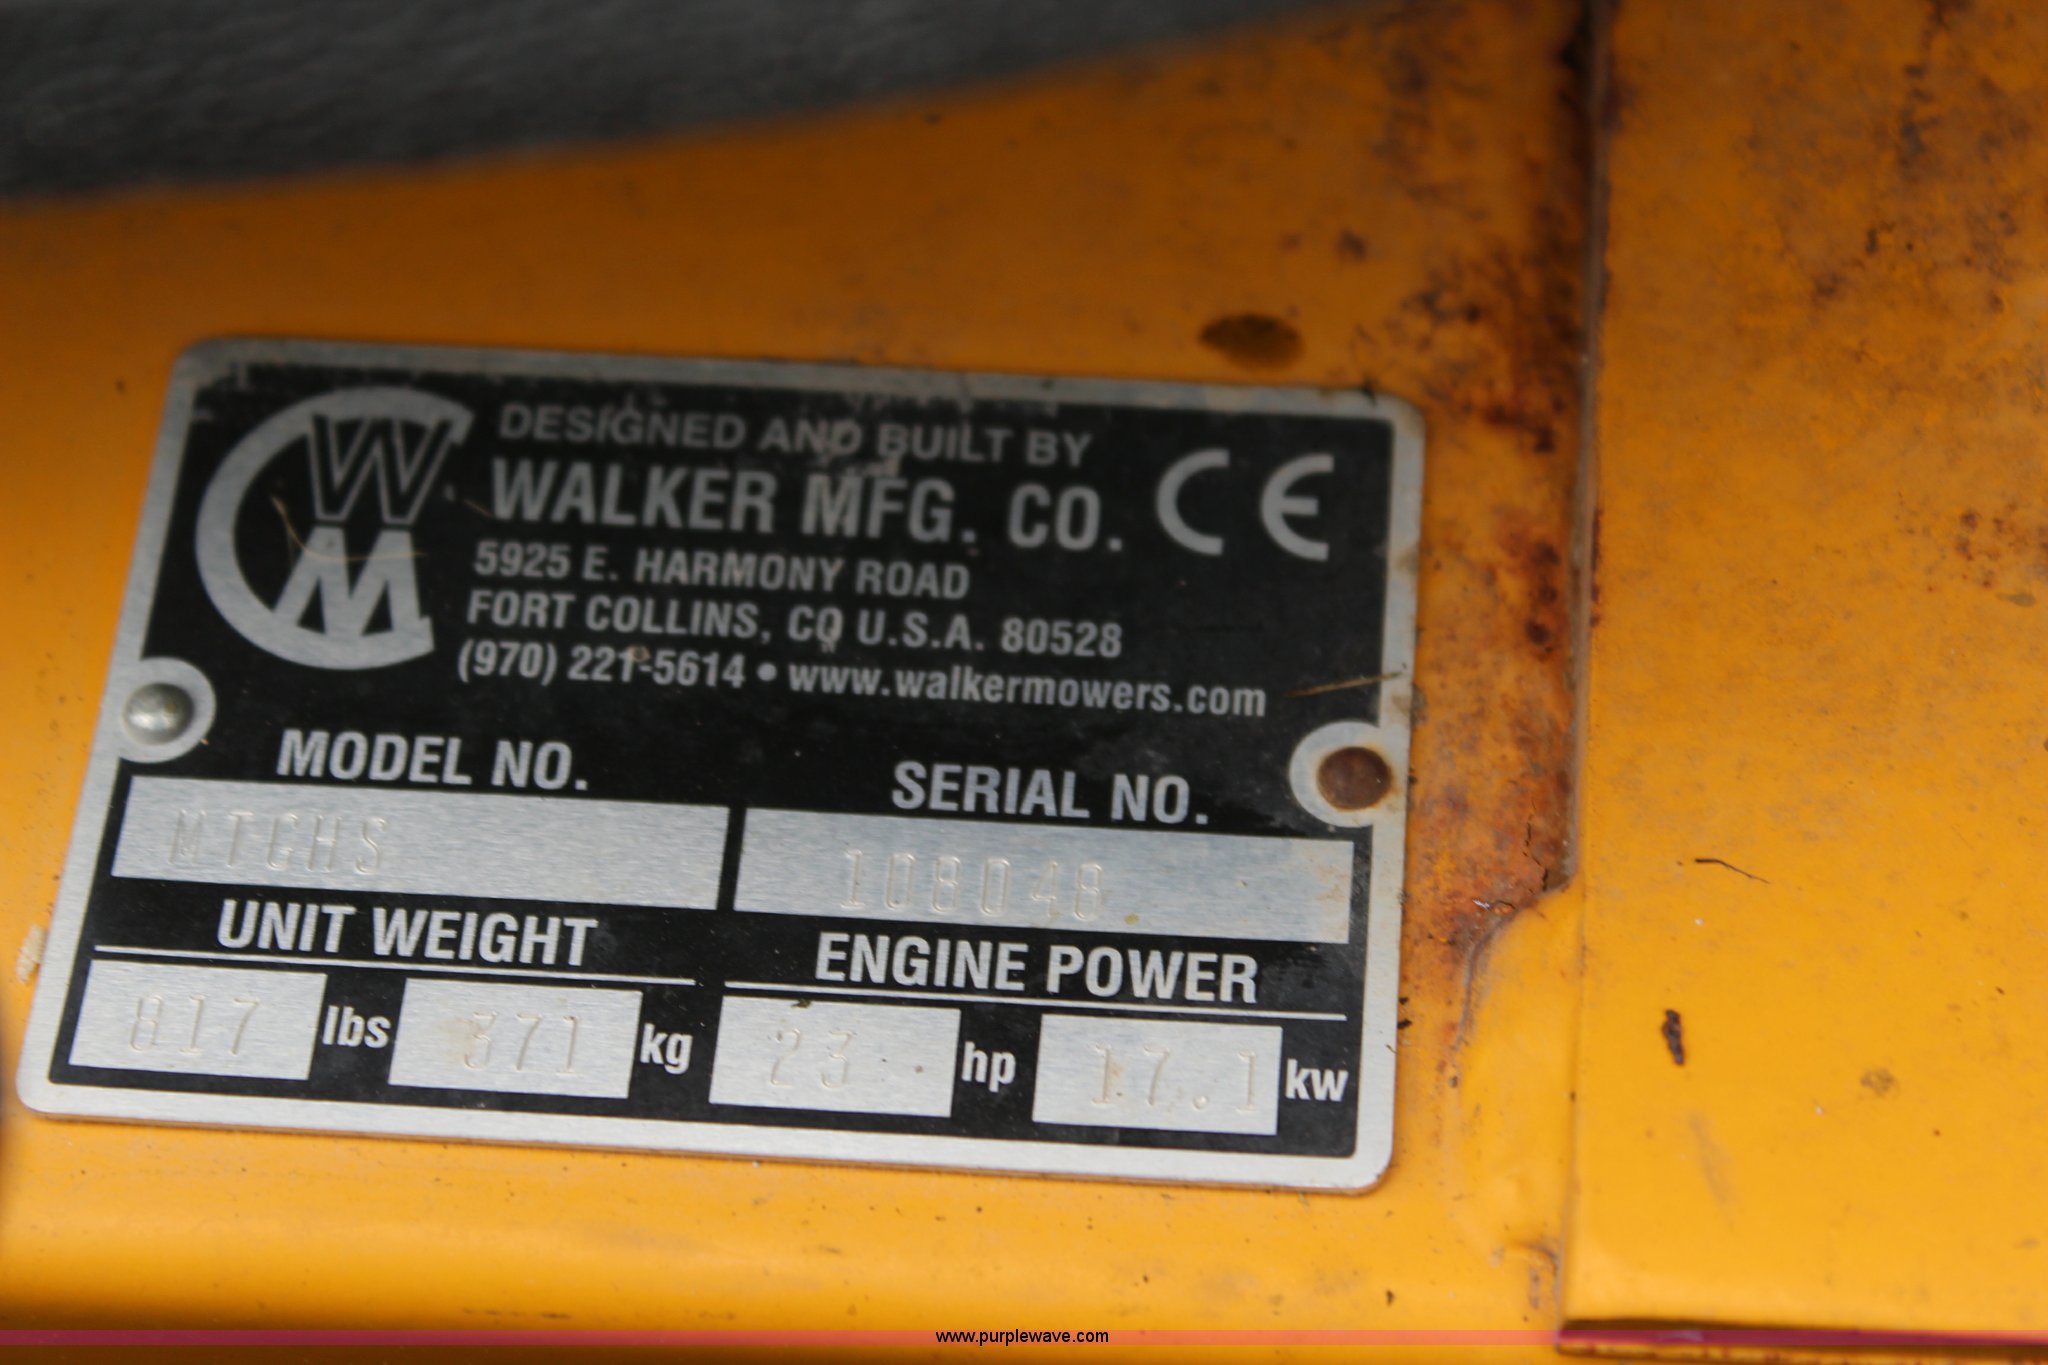 W
M
DESIGNED AND BUILT BY
WALKER MFG. CO.
CE
5925 E. HARMONY ROAD
FORT COLLINS, CO U.S.A. 80528
(970) 221-5614 • www.walkermowers.com
MODEL NO. SERIAL NO.
MTGHS 108048
UNIT WEIGHT ENGINE POWER
817 lbs 371 kg 23 hp 17.1 kw
www.purplewave.com